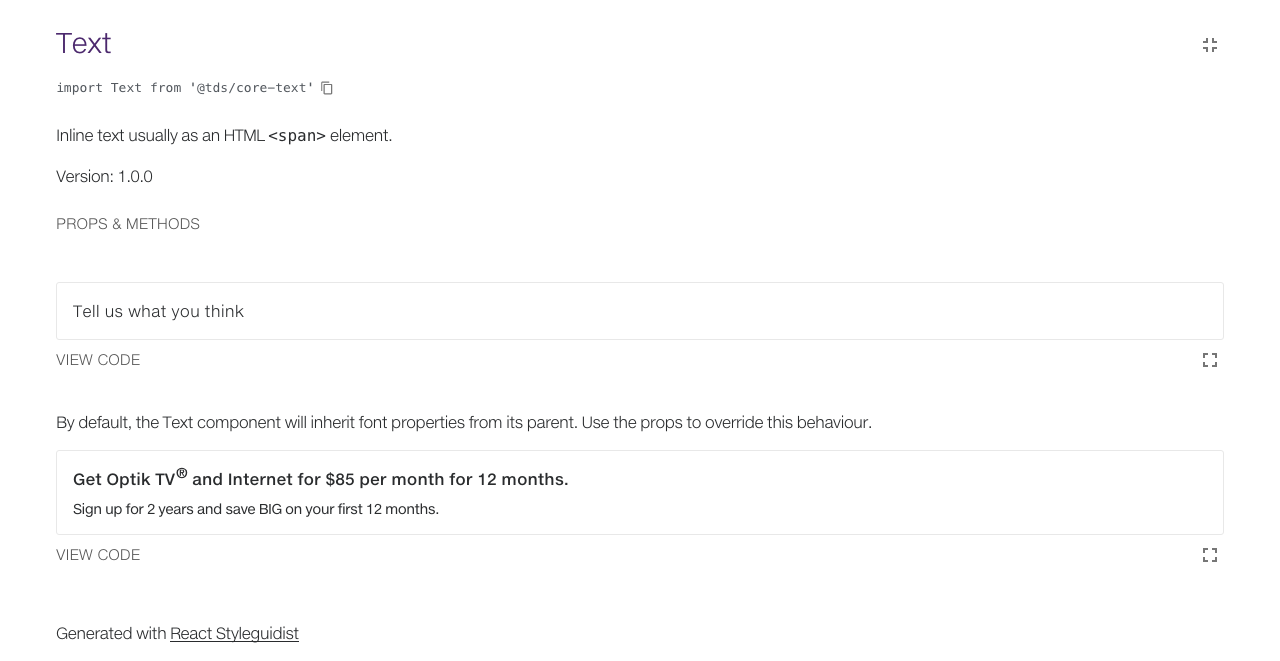 Text
import Text from '@tds/core-text'
Inline text usually as an HTML <span> element.
Version: 1.0.0
PROPS & METHODS
Tell us what you think
VIEW CODE
By default, the Text component will inherit font properties from its parent. Use the props to override this behaviour.
Get Optik TV® and Internet for $85 per month for 12 months.
Sign up for 2 years and save BIG on your first 12 months.
VIEW CODE
Generated with React Styleguidist